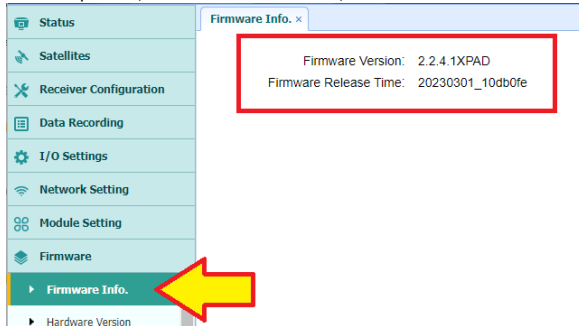 Status
Satellites
Receiver Configuration
Data Recording
I/O Settings
Network Setting
Module Setting
Firmware
Firmware Info.
Hardware Version
Firmware Info. ×
Firmware Version: 2.2.4.1XPAD
Firmware Release Time: 20230301_10db0fe